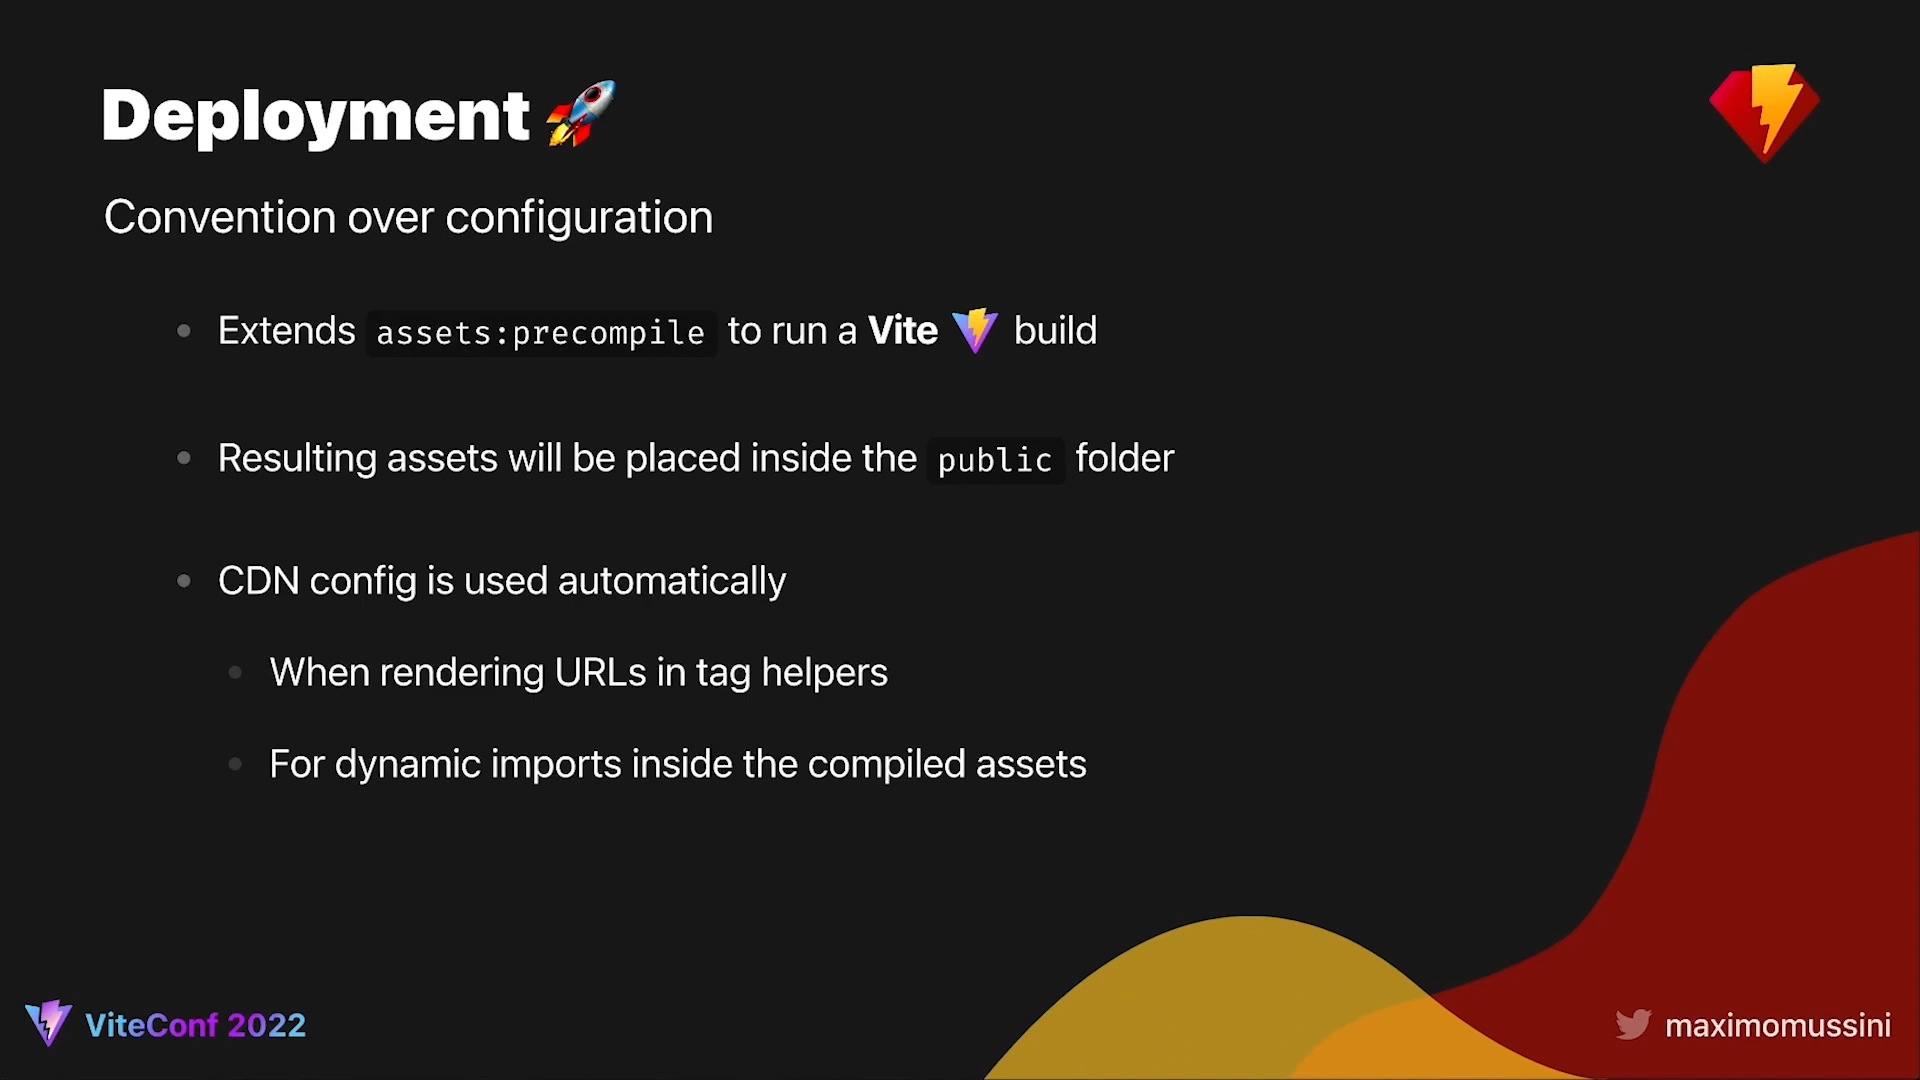 Deployment 🚀
Convention over configuration
Extends assets:precompile to run a Vite build
Resulting assets will be placed inside the public folder
CDN config is used automatically
When rendering URLs in tag helpers
For dynamic imports inside the compiled assets
ViteConf 2022
maximomussini